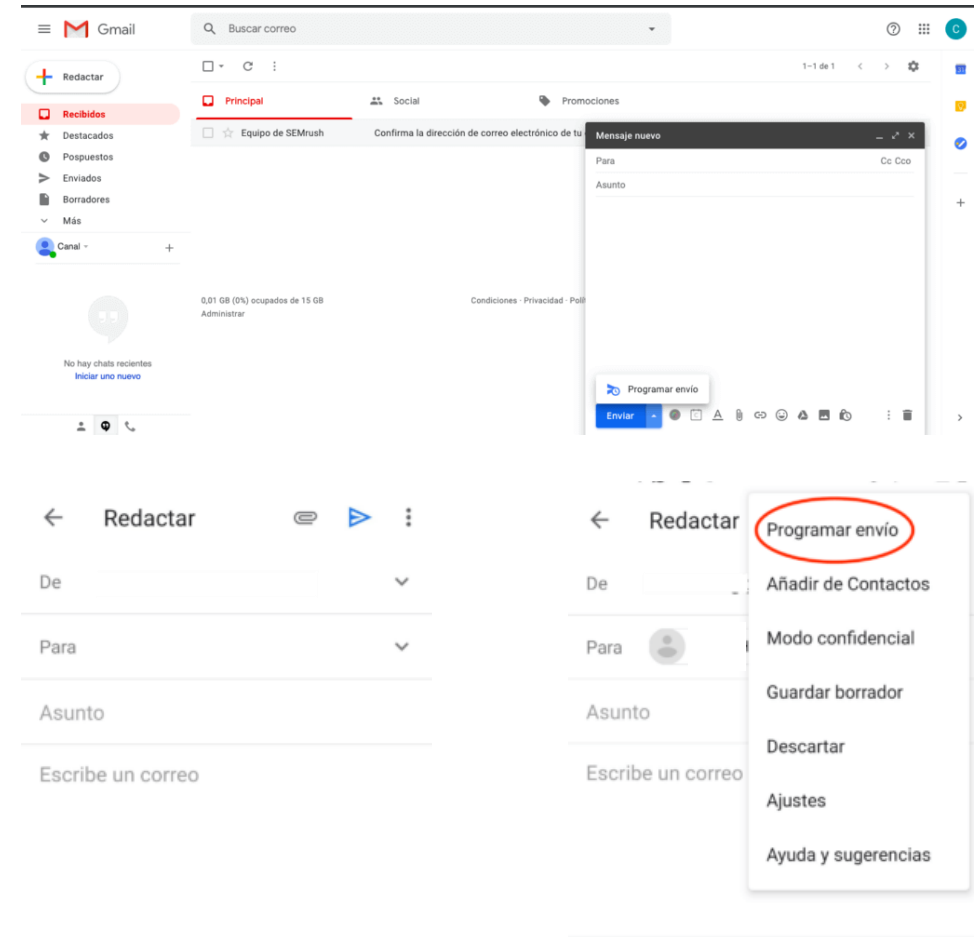 Gmail
Buscar correo
C
Redactar
1-1 de 1
31
Recibidos
Principal
Social
Promociones
Destacados
Equipo de SEMrush
Confirma la dirección de correo electrónico de tu
Mensaje nuevo
Pospuestos
Para
Cc Cco
Enviados
Asunto
Borradores
Más
Canal
0,01 GB (0%) ocupados de 15 GB
Condiciones · Privacidad · Polí
Administrar
No hay chats recientes
Iniciar uno nuevo
Programar envío
Enviar
Redactar
De
Para
Asunto
Escribe un correo
Redactar
De
Para
Asunto
Escribe un correo
Programar envío
Añadir de Contactos
Modo confidencial
Guardar borrador
Descartar
Ajustes
Ayuda y sugerencias